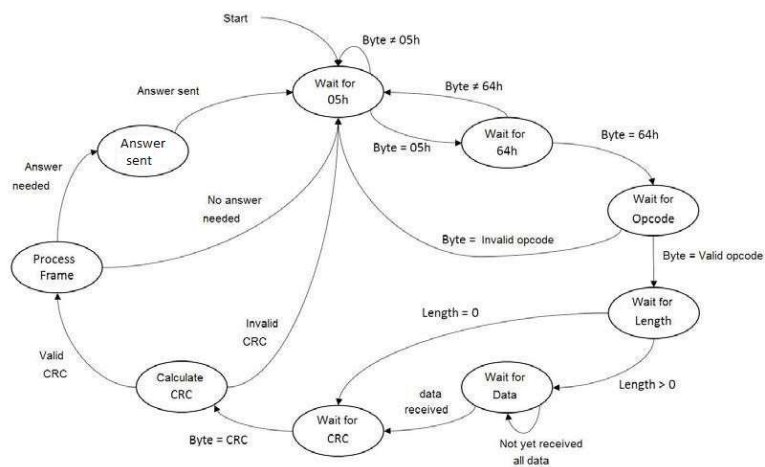 Start
Byte ≠ 05h
Wait for
05h
Byte ≠ 64h
Answer sent
Byte = 05h
Wait for
64h
Byte = 64h
Answer
sent
Answer
needed
No answer
needed
Wait for
Opcode
Byte = Invalid opcode
Byte = Valid opcode
Process
Frame
Wait for
Length
Length = 0
Invalid
CRC
Valid
CRC
Calculate
CRC
Length > 0
Wait for
Data
data
received
Wait for
CRC
Byte = CRC
Not yet received
all data